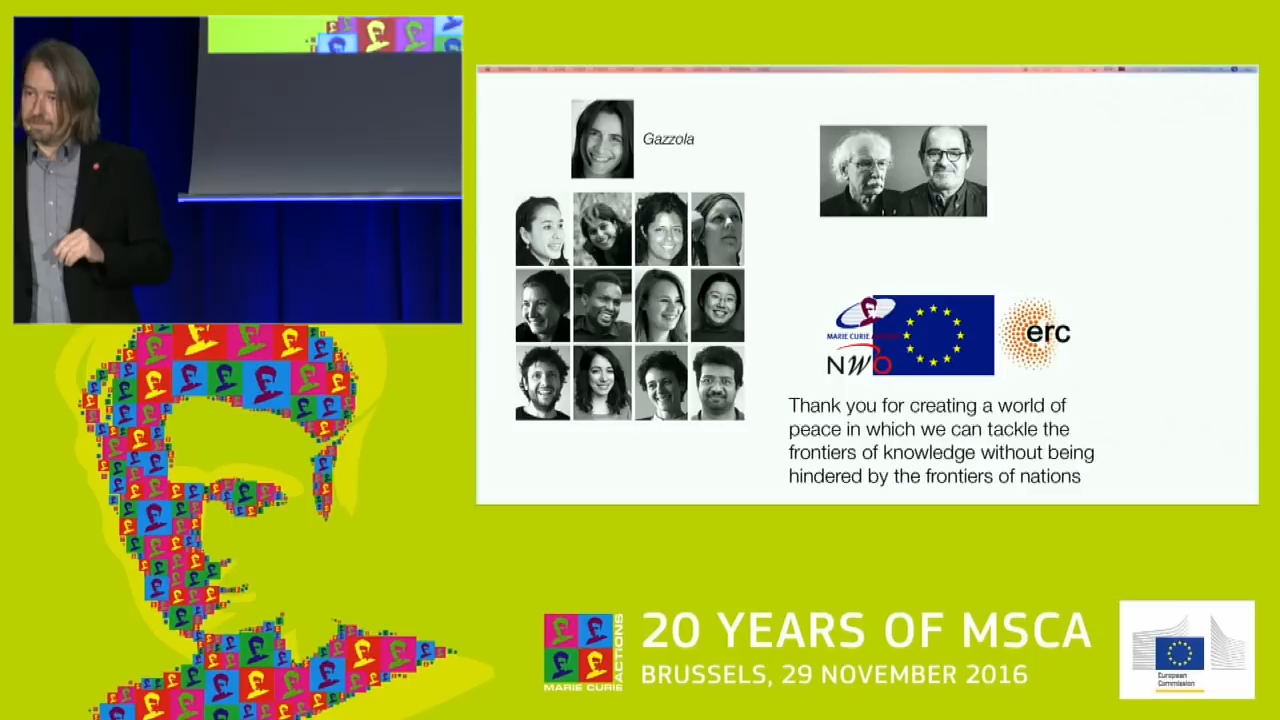 Gazzola
MARIE CURIE
NWO
erc
Thank you for creating a world of
peace in which we can tackle the
frontiers of knowledge without being
hindered by the frontiers of nations
MARIE CURIE ACTIONS
20 YEARS OF MSCA
BRUSSELS, 29 NOVEMBER 2016
European
Commission